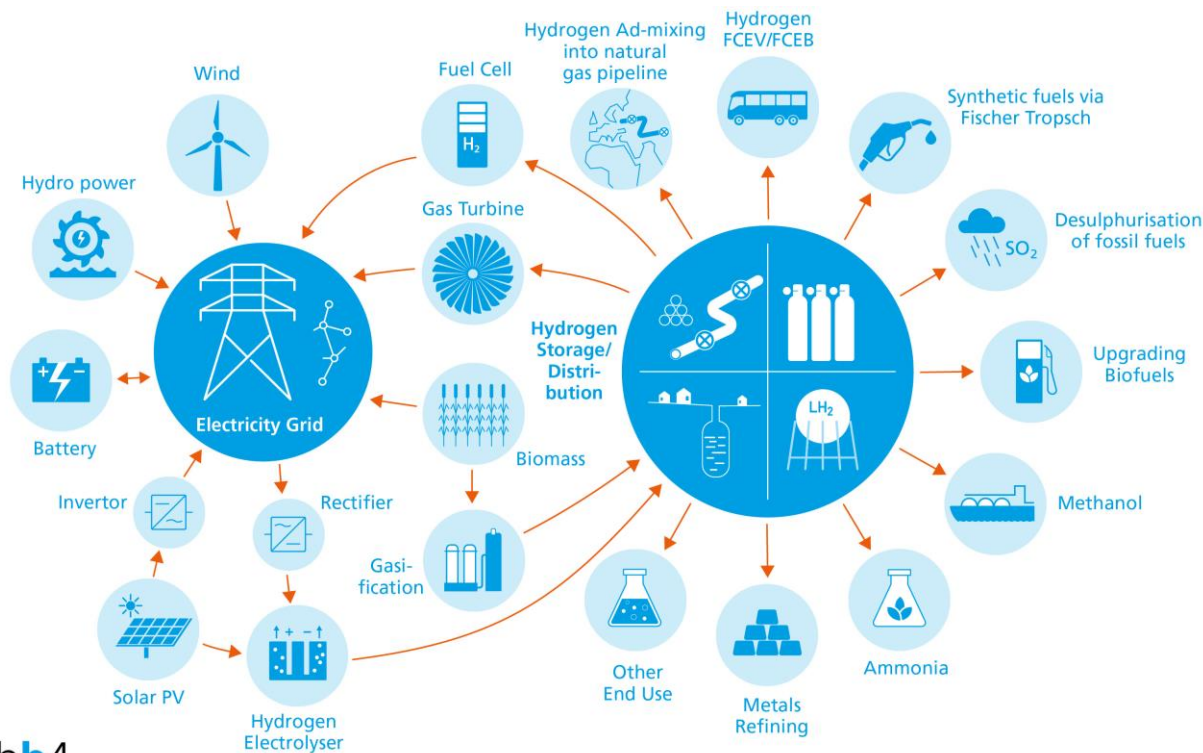 Wind
Hydro power
Battery
Invertor
Solar PV
Electricity Grid
Rectifier
Hydrogen
Electrolyser
Fuel Cell
H2
Gas Turbine
Biomass
Gasi-
fication
Hydrogen
Storage/
Distri-
bution
LH2
Hydrogen Ad-mixing
into natural
gas pipeline
Hydrogen
FCEV/FCEB
Synthetic fuels via
Fischer Tropsch
Desulphurisation
of fossil fuels
SO2
Upgrading
Biofuels
Methanol
Ammonia
Metals
Refining
Other
End Use